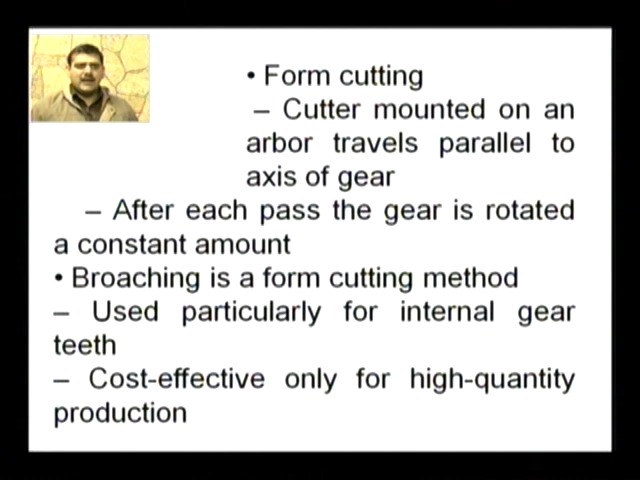 • Form cutting
– Cutter mounted on an
arbor travels parallel to
axis of gear
– After each pass the gear is rotated
a constant amount
• Broaching is a form cutting method
– Used particularly for internal gear
teeth
– Cost-effective only for high-quantity
production